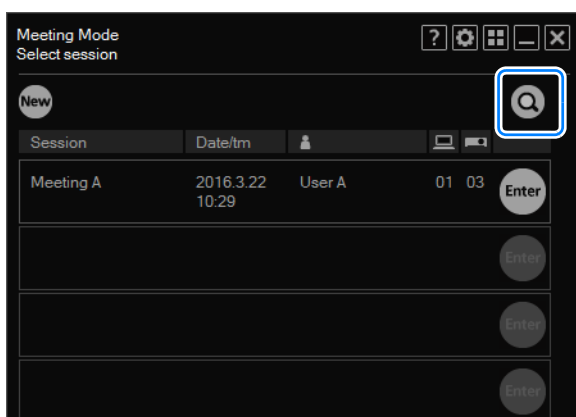 Meeting Mode
Select session
?
New
Session Date/tm
Meeting A 2016.3.22 User A 01 03 Enter
10:29
Enter
Enter
Enter